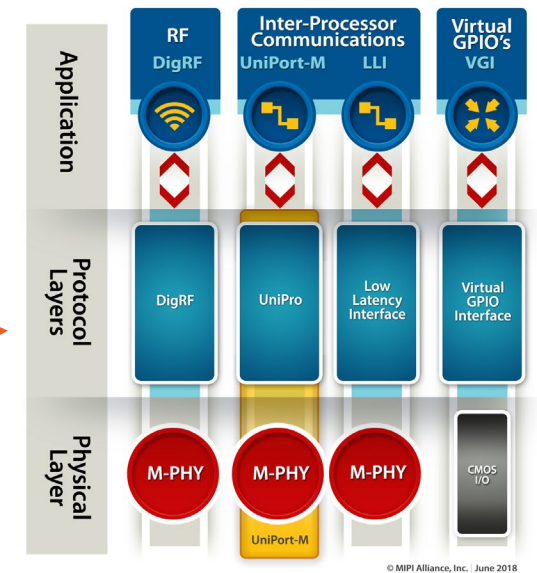 RF
DigRF
Inter-Processor
Communications
UniPort-M
LLI
Virtual
GPIO's
VGI
Application
Protocol
Layers
DigRF
UniPro
Low
Latency
Interface
Virtual
GPIO
Interface
Physical
Layer
M-PHY
M-PHY
M-PHY
CMOS
I/O
UniPort-M
© MIPI Alliance, Inc. | June 2018